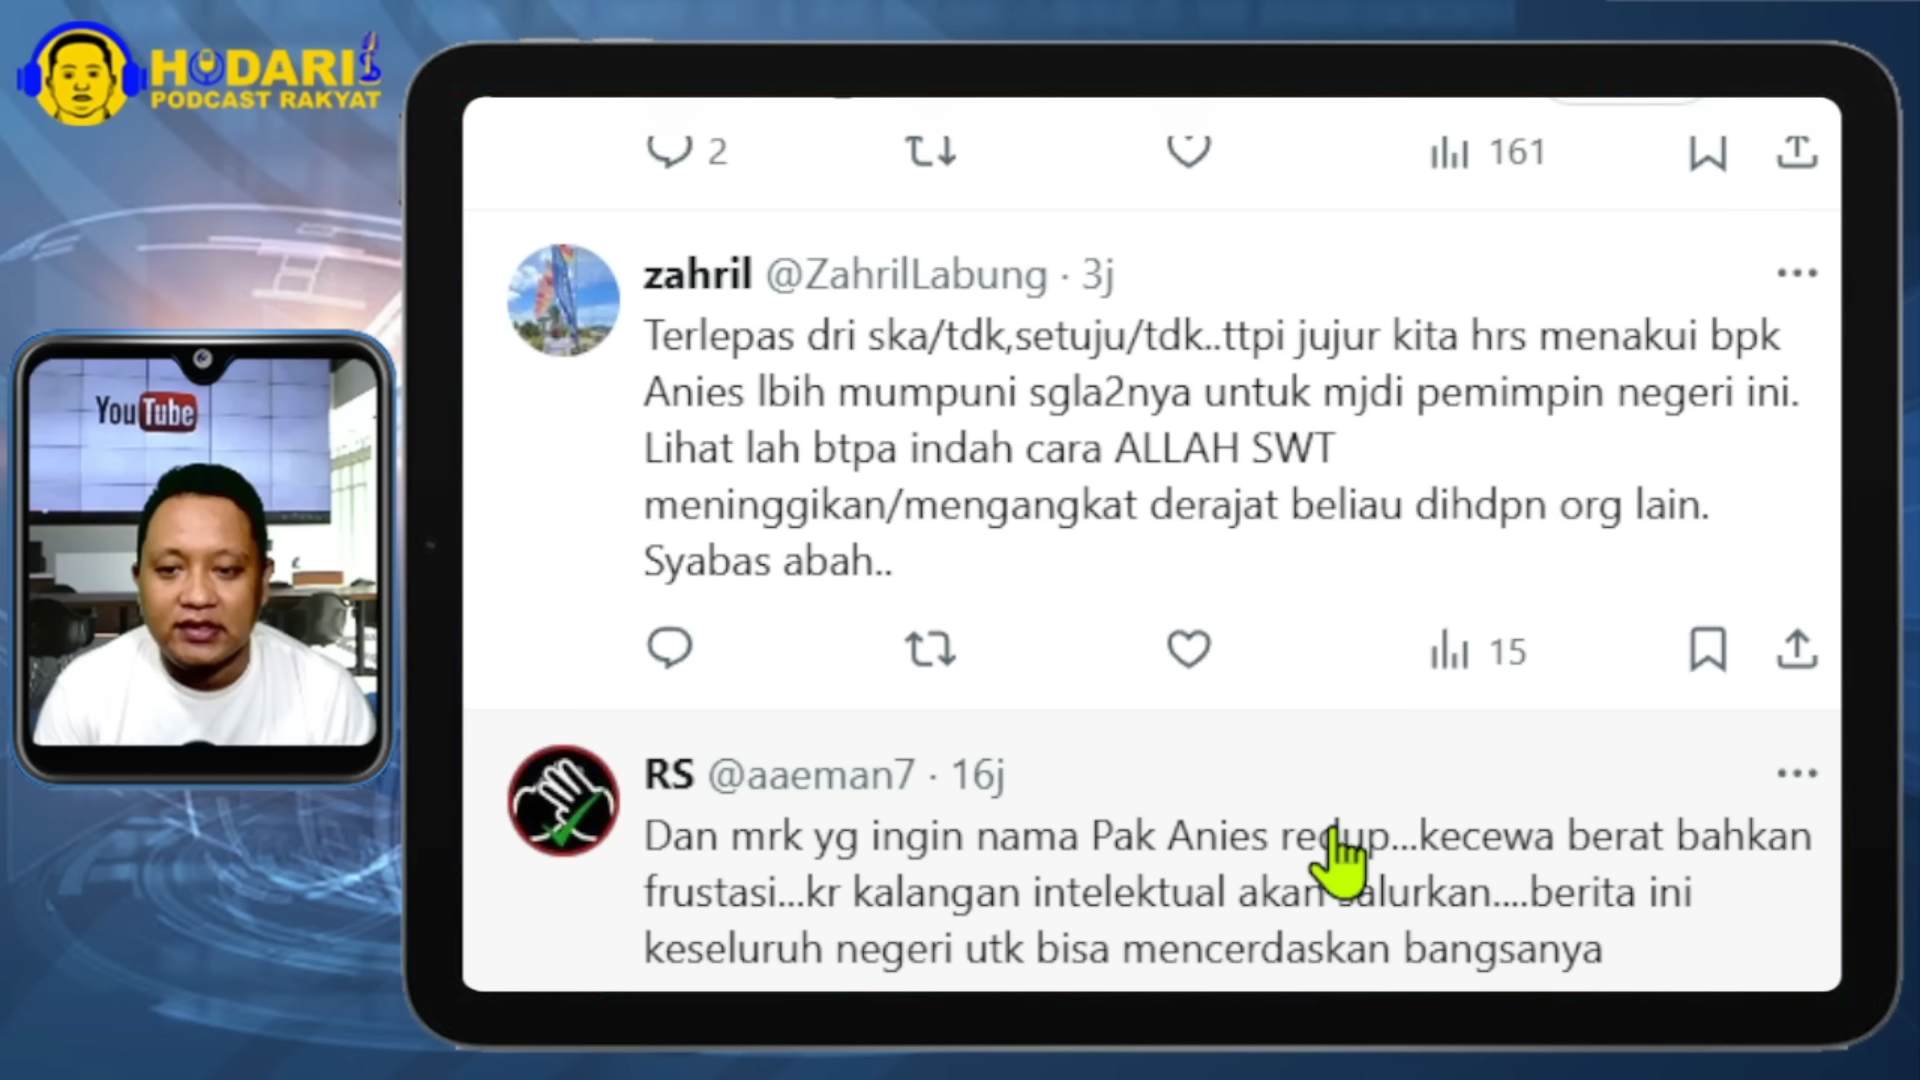 HODARI
PODCAST RAKYAT
2
161
zahril @ZahrilLabung · 3j
Terlepas dri ska/tdk,setuju/tdk..ttpi jujur kita hrs menakui bpk
Anies lbih mumpuni sgla2nya untuk mjdi pemimpin negeri ini.
Lihat lah btpa indah cara ALLAH SWT
meninggikan/mengangkat derajat beliau dihdpn org lain.
Syabas abah..
15
YouTube
RS @aaeman7 · 16j
Dan mrk yg ingin nama Pak Anies redup...kecewa berat bahkan
frustasi...kr kalangan intelektual akan salurkan....berita ini
keseluruh negeri utk bisa mencerdaskan bangsanya